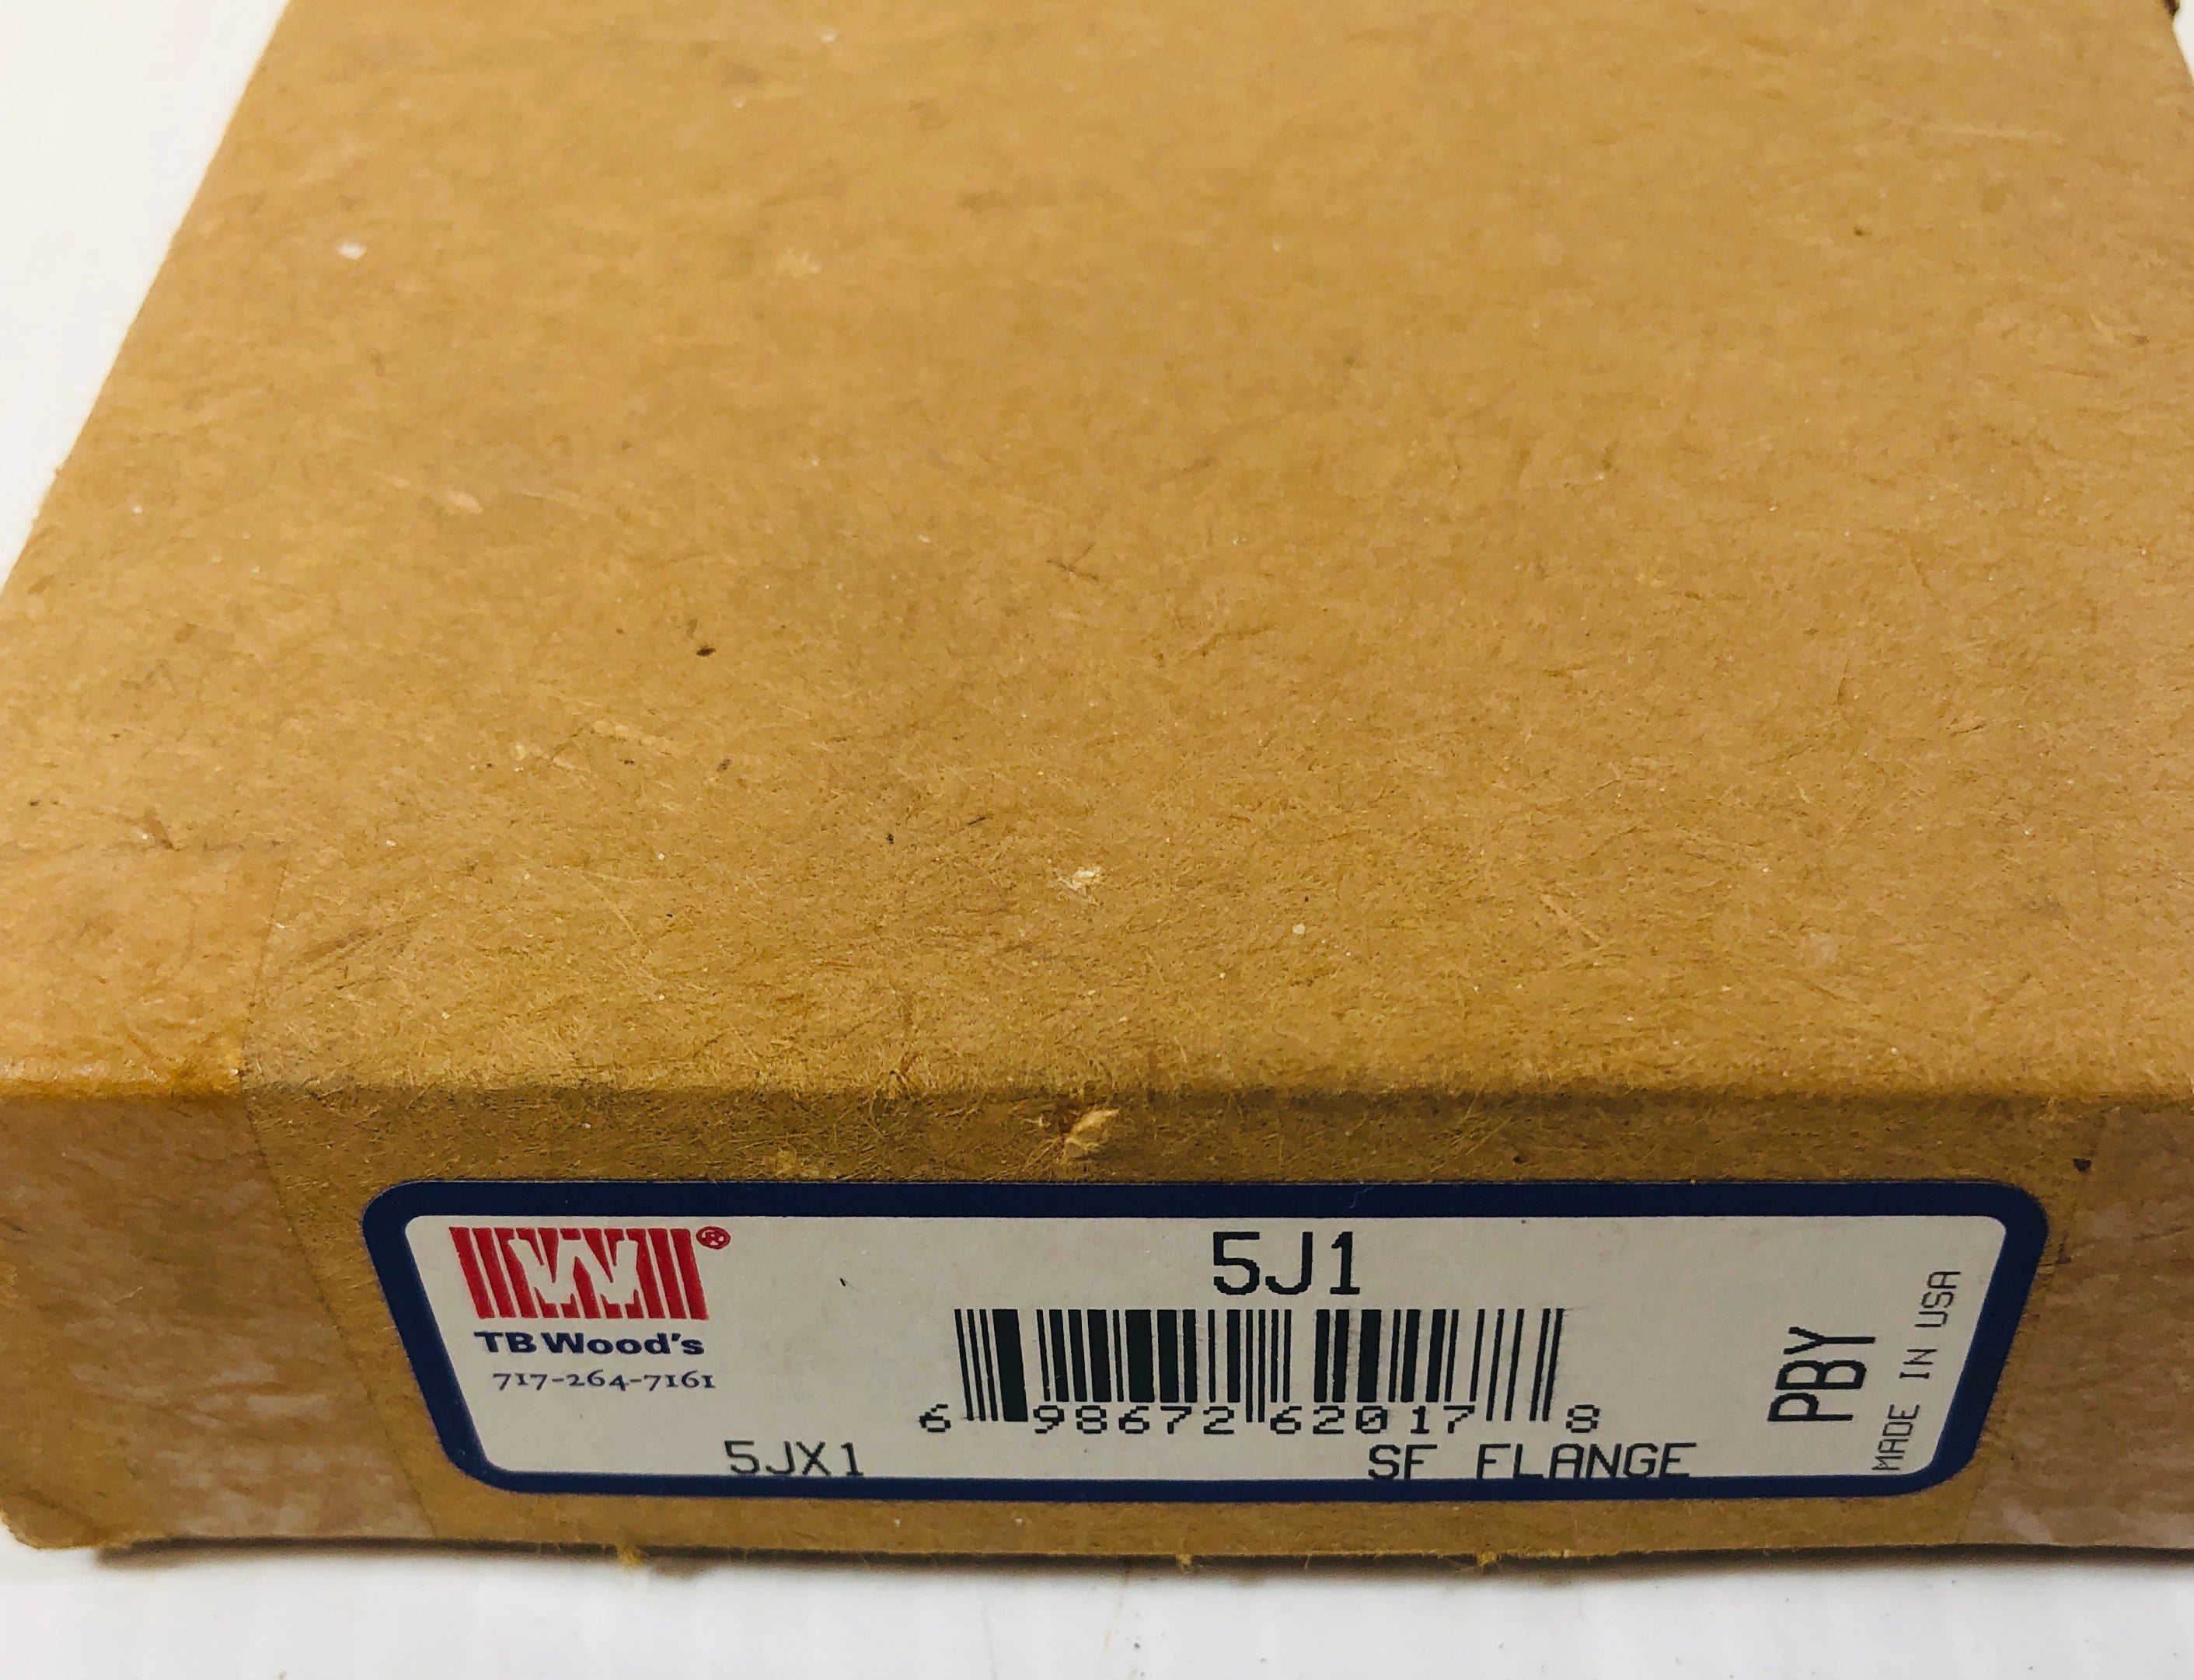 W®
TB Wood's
717-264-7161
5J1
6 98672 62017 8
5JX1
SF FLANGE
PBY
MADE IN USA